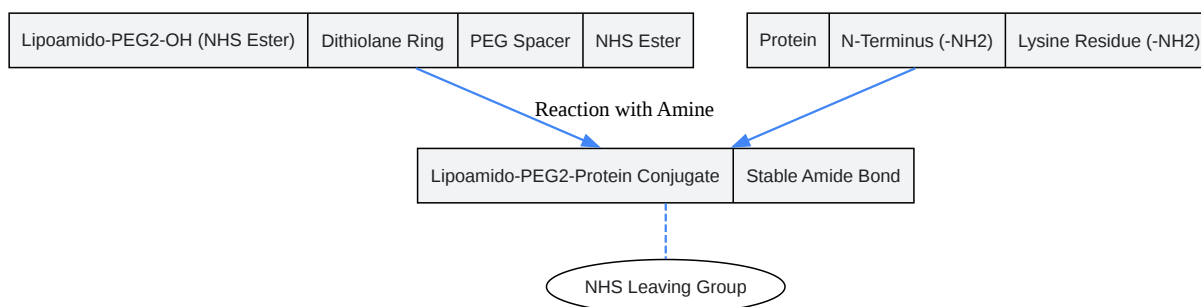 Lipoamido-PEG2-OH (NHS Ester) Dithiolane Ring PEG Spacer NHS Ester
Protein N-Terminus (-NH2) Lysine Residue (-NH2)
Reaction with Amine
Lipoamido-PEG2-Protein Conjugate Stable Amide Bond
NHS Leaving Group